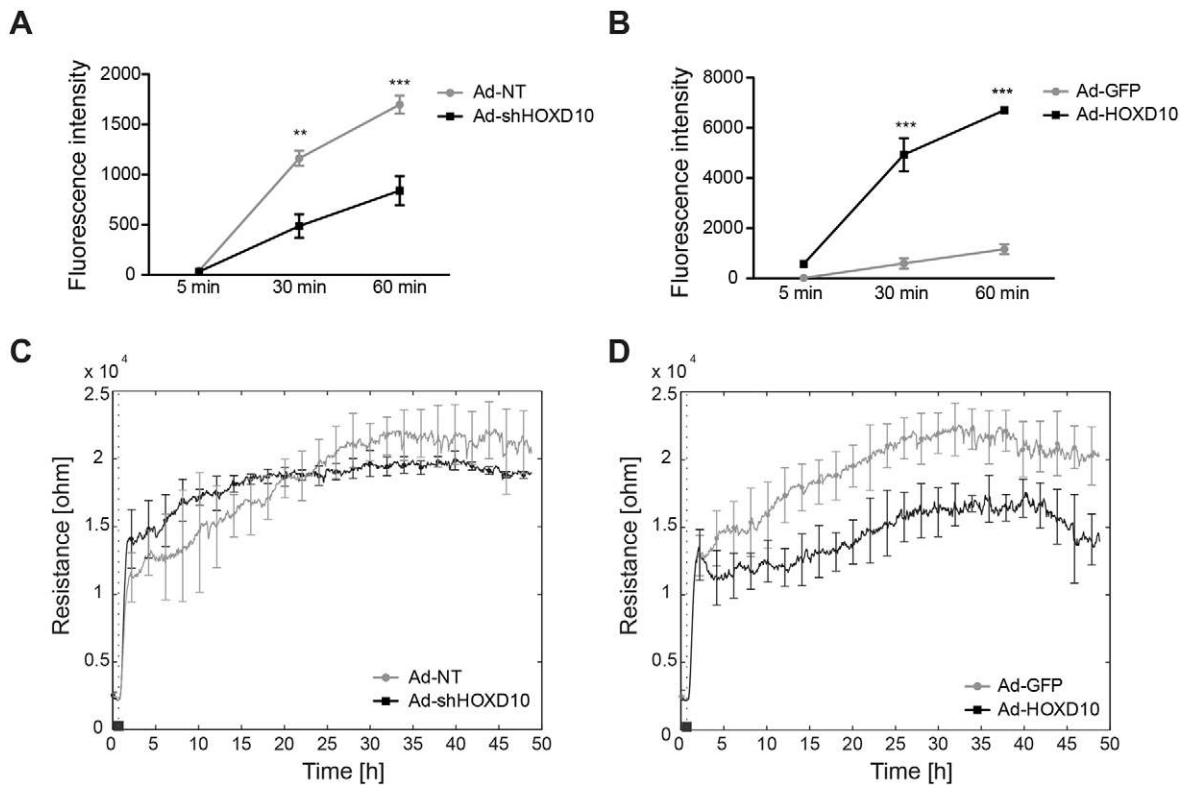 A
Fluorescence intensity
2000
1500
1000
500
0
**
***
5 min
30 min
60 min
Ad-NT
Ad-shHOXD10
B
Fluorescence intensity
8000
6000
4000
2000
0
***
***
5 min
30 min
60 min
Ad-GFP
Ad-HOXD10
C
x 10 4
Resistance [ohm]
2.5
2
1.5
1
0.5
0
Ad-NT
Ad-shHOXD10
0 5 10 15 20 25 30 35 40 45 50
Time [h]
D
x 10 4
Resistance [ohm]
2.5
2
1.5
1
0.5
0
Ad-GFP
Ad-HOXD10
0 5 10 15 20 25 30 35 40 45 50
Time [h]